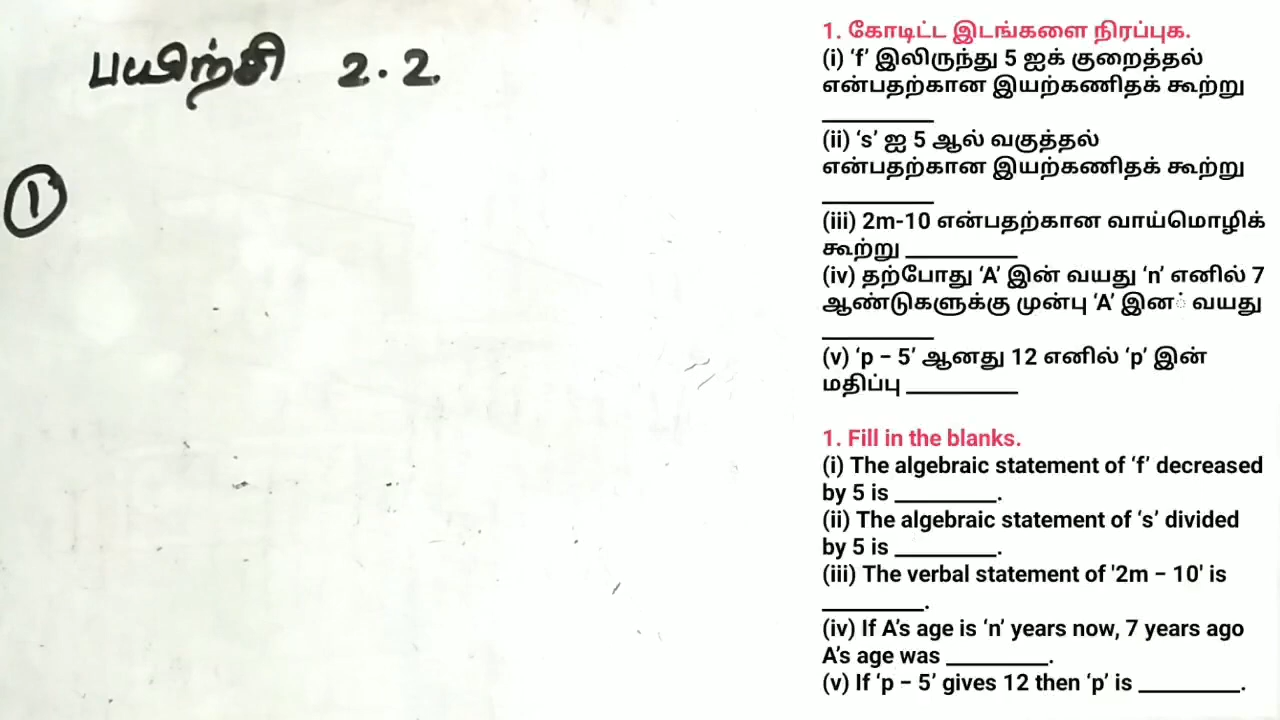 பயிற்சி 2.2.
1
1. கோடிட்ட இடங்களை நிரப்புக.
(i) ‘f’ இலிருந்து 5 ஐக் குறைத்தல்
என்பதற்கான இயற்கணிதக் கூற்று
__________
(ii) ‘s’ ஐ 5 ஆல் வகுத்தல்
என்பதற்கான இயற்கணிதக் கூற்று
__________
(iii) 2m-10 என்பதற்கான வாய்மொழிக்
கூற்று __________
(iv) தற்போது ‘A’ இன் வயது ‘n’ எனில் 7
ஆண்டுகளுக்கு முன்பு ‘A’ இன் வயது
__________
(v) ‘p – 5’ ஆனது 12 எனில் ‘p’ இன்
மதிப்பு __________
1. Fill in the blanks.
(i) The algebraic statement of ‘f’ decreased
by 5 is _________.
(ii) The algebraic statement of ‘s’ divided
by 5 is _________.
(iii) The verbal statement of '2m – 10' is
_________.
(iv) If A’s age is ‘n’ years now, 7 years ago
A’s age was _________.
(v) If ‘p – 5’ gives 12 then ‘p’ is _________.